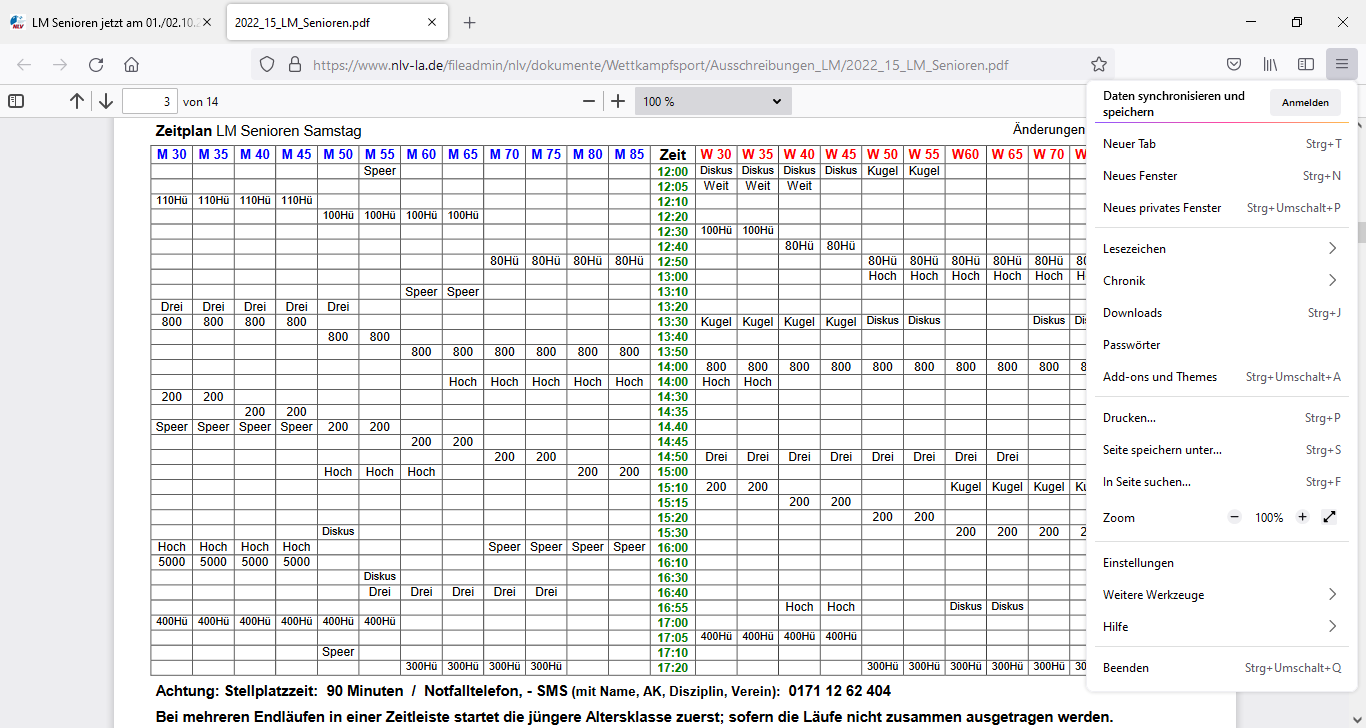 LM Senioren jetzt am 01./02.10.2
2022_15_LM_Senioren.pdf
https://www.nlv-la.de/fileadmin/nlv/dokumente/Wettkampfsport/Ausschreibungen_LM/2022_15_LM_Senioren.pdf
3 von 14 100 %
Zeitplan LM Senioren Samstag Änderungen
M 30 M 35 M 40 M 45 M 50 M 55 M 60 M 65 M 70 M 75 M 80 M 85 Zeit W 30 W 35 W 40 W 45 W 50 W 55 W60 W 65 W 70 W
Speer 12:00 Diskus Diskus Diskus Diskus Kugel Kugel
12:05 Weit Weit Weit
110Hü 110Hü 110Hü 110Hü 12:10
100Hü 100Hü 100Hü 100Hü 12:20
12:30 100Hü 100Hü
12:40 80Hü 80Hü
80Hü 80Hü 80Hü 80Hü 12:50 80Hü 80Hü 80Hü 80Hü 80Hü 80
13:00 Hoch Hoch Hoch Hoch Hoch H
Speer Speer 13:10
Drei Drei Drei Drei Drei 13:20
800 800 800 800 13:30 Kugel Kugel Kugel Kugel Diskus Diskus Diskus Di
800 800 13:40
800 800 800 800 800 800 13:50
14:00 800 800 800 800 800 800 800 800 800 8
Hoch Hoch Hoch Hoch Hoch 14:00 Hoch Hoch
200 200 14:30
200 200 14:35
Speer Speer Speer Speer 200 200 14.40
200 200 14:45
200 200 14:50 Drei Drei Drei Drei Drei Drei Drei Drei
Hoch Hoch Hoch 200 200 15:00
15:10 200 200 Kugel Kugel Kugel Ku
15:15 200 200
15:20 200 200
Diskus 15:30 200 200 200 2
Hoch Hoch Hoch Hoch Speer Speer Speer Speer 16:00
5000 5000 5000 5000 16:10
Diskus 16:30
Drei Drei Drei Drei Drei 16:40
16:55 Hoch Hoch Diskus Diskus
400Hü 400Hü 400Hü 400Hü 400Hü 400Hü 17:00
17:05 400Hü 400Hü 400Hü 400Hü
Speer 17:10
300Hü 300Hü 300Hü 300Hü 17:20 300Hü 300Hü 300Hü 300Hü 300Hü 30
Achtung: Stellplatzzeit: 90 Minuten / Notfalltelefon, - SMS (mit Name, AK, Disziplin, Verein): 0171 12 62 404
Bei mehreren Endläufen in einer Zeitleiste startet die jüngere Altersklasse zuerst; sofern die Läufe nicht zusammen ausgetragen werden.
Daten synchronisieren und
speichern
Anmelden
Neuer Tab Strg+T
Neues Fenster Strg+N
Neues privates Fenster Strg+Umschalt+P
Lesezeichen
Chronik
Downloads Strg+J
Passwörter
Add-ons und Themes Strg+Umschalt+A
Drucken... Strg+P
Seite speichern unter... Strg+S
In Seite suchen... Strg+F
Zoom 100%
Einstellungen
Weitere Werkzeuge
Hilfe
Beenden Strg+Umschalt+Q